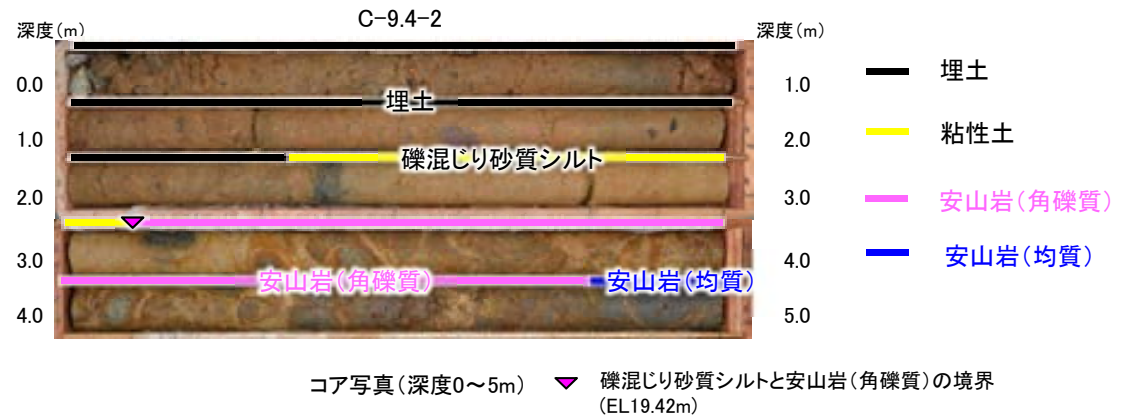 C-9.4-2
深度(m)
深度(m)
0.0
1.0
埋土
埋土
1.0
2.0
粘性土
礫混じり砂質シルト
2.0
3.0
安山岩(角礫質)
3.0
4.0
安山岩(均質)
安山岩(角礫質)
安山岩(均質)
4.0
5.0
コア写真(深度0~5m)
礫混じり砂質シルトと安山岩(角礫質)の境界
(EL19.42m)